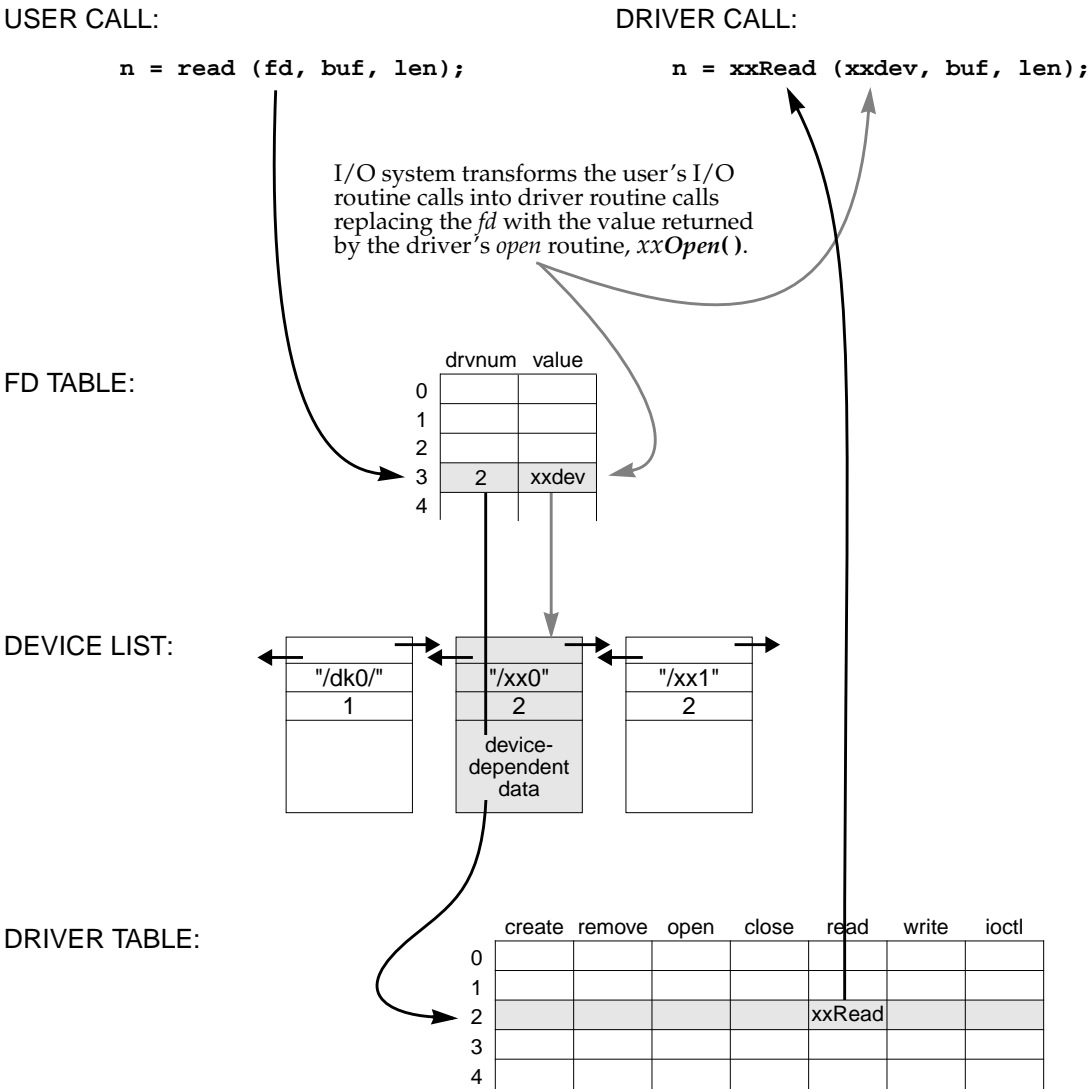 USER CALL:
DRIVER CALL:
n = read (fd, buf, len);
n = xxRead (xxdev, buf, len);
I/O system transforms the user's I/O
routine calls into driver routine calls
replacing the fd with the value returned
by the driver's open routine, xxOpen( ).
FD TABLE:
drvnum value
0
1
2
3 2 xxdev
4
DEVICE LIST:
"/dk0/" "/xx0" "/xx1"
1 2 2
device-
dependent
data
DRIVER TABLE:
create remove open close read write ioctl
0
1
2 xxRead
3
4